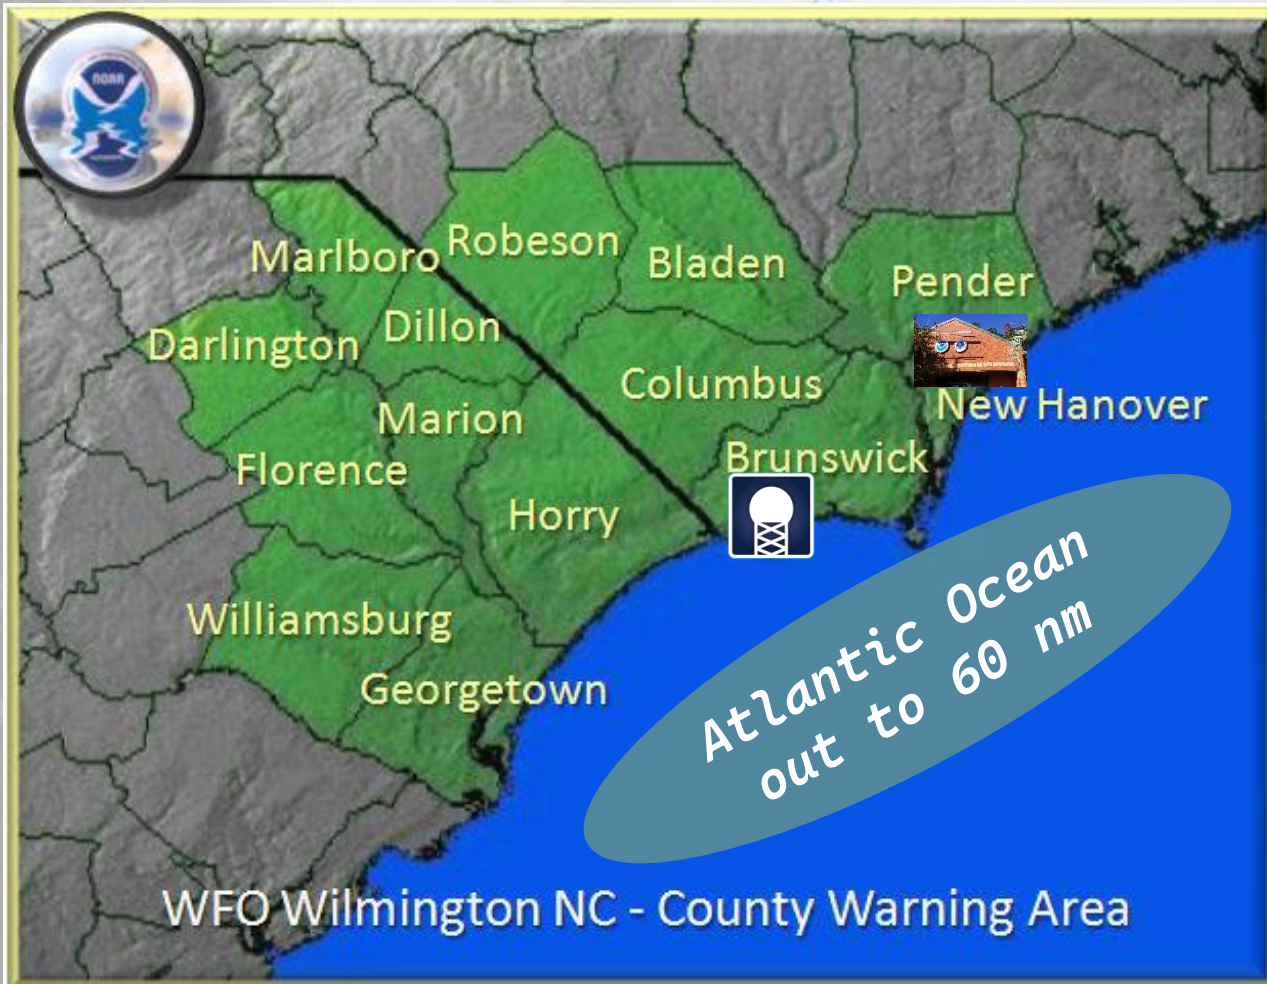 NOAA
Marlboro
Robeson
Bladen
Pender
Darlington
Dillon
Columbus
New Hanover
Marion
Brunswick
Florence
Horry
Williamsburg
Georgetown
Atlantic Ocean
out to 60 nm
WFO Wilmington NC - County Warning Area